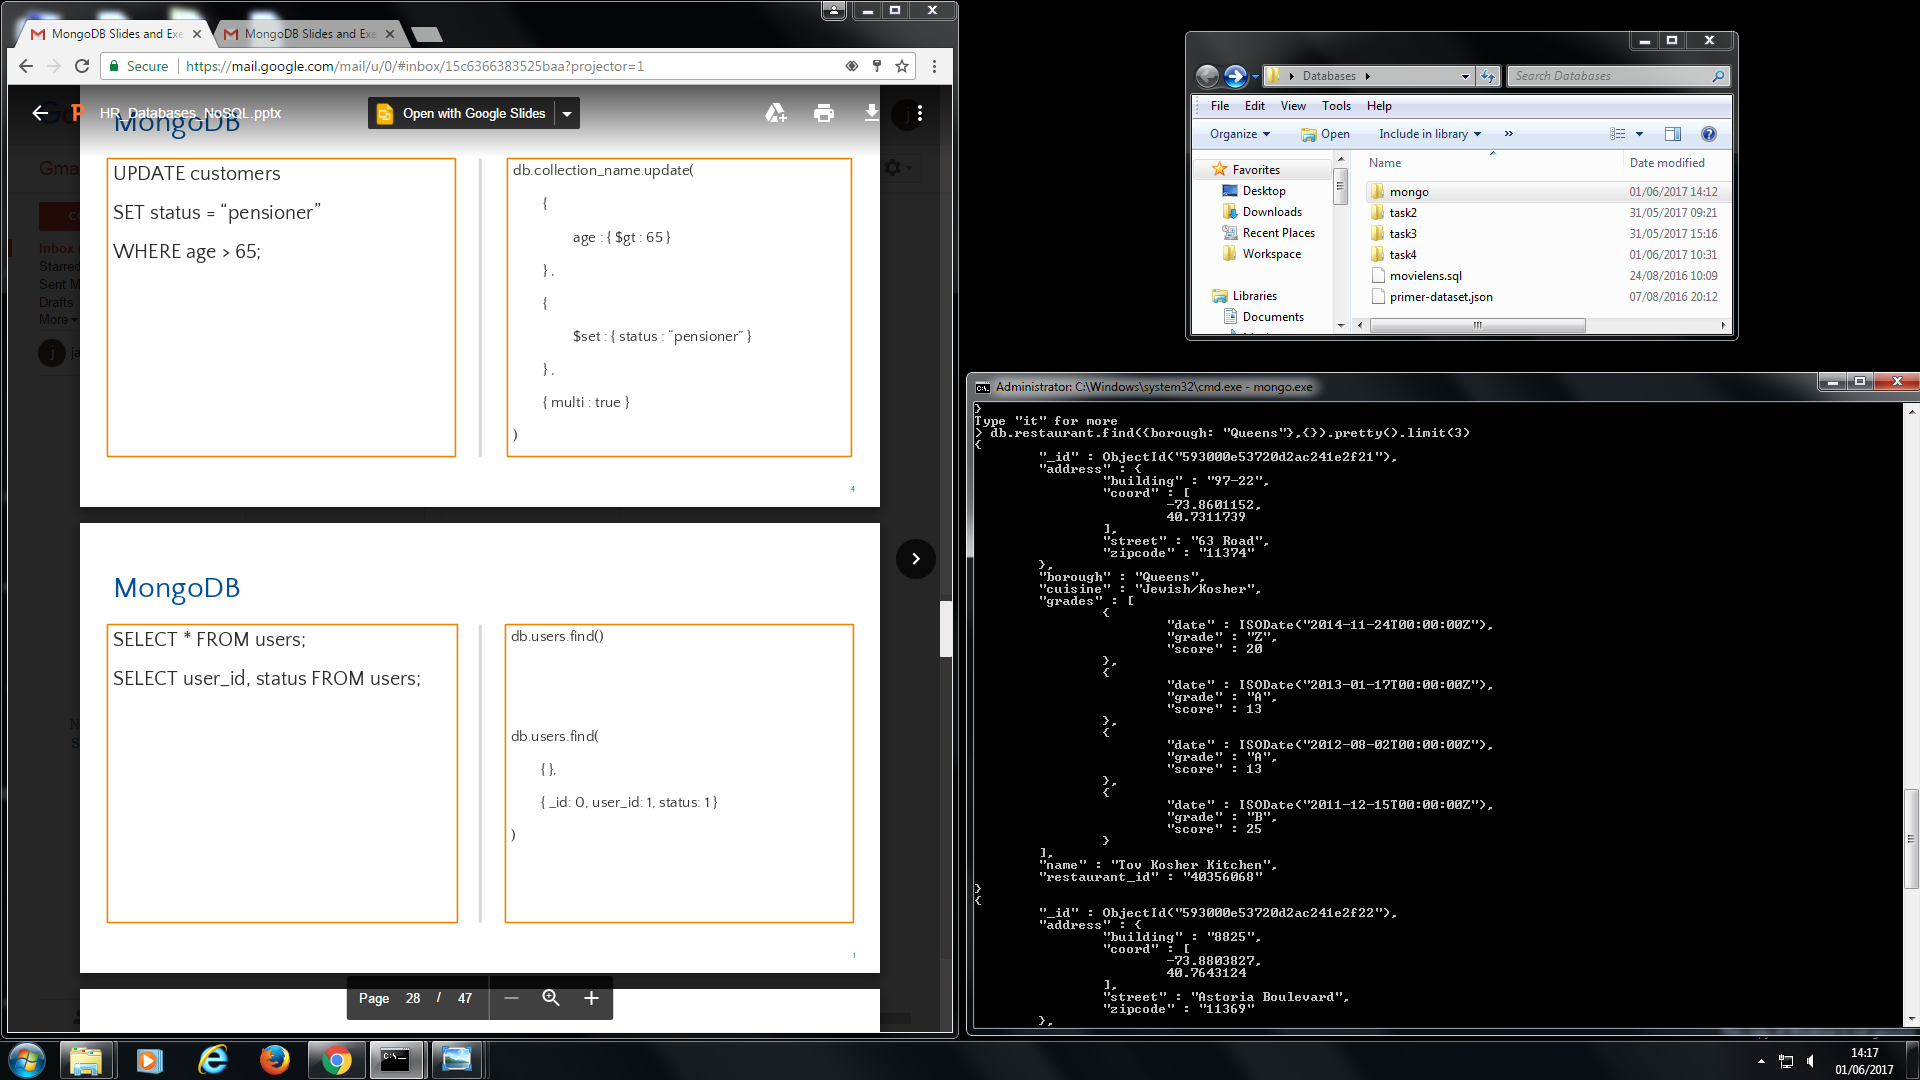 MongoDB Slides and Exe
MongoDB Slides and Exe
Secure
https://mail.google.com/mail/u/0/#inbox/15c6366383525baa?projector=1
HR_Databases_NoSQL.pptx
Open with Google Slides
MongoDB
UPDATE customers
SET status = “pensioner”
WHERE age > 65;
db.collection_name.update(
{
age : { $gt : 65 }
} ,
{
$set : { status : “pensioner” }
} ,
{ multi : true }
)
4
Gma
Inbox
Starred
Sent M
Drafts
More
j
ja
MongoDB
SELECT * FROM users;
SELECT user_id, status FROM users;
db.users.find()
db.users.find(
{ },
{ _id: 0, user_id: 1, status: 1 }
)
1
Page 28 / 47
Databases
Search Databases
File Edit View Tools Help
Organize Open Include in library »
Favorites
Desktop
Downloads
Recent Places
Workspace
Libraries
Documents
Name Date modified
mongo 01/06/2017 14:12
task2 31/05/2017 09:21
task3 31/05/2017 15:16
task4 01/06/2017 10:31
movielens.sql 24/08/2016 10:09
primer-dataset.json 07/08/2016 20:12
Administrator: C:\Windows\system32\cmd.exe - mongo.exe
}
Type "it" for more
> db.restaurant.find({borough: "Queens"},{}).pretty().limit(3)
{
"_id" : ObjectId("593000e53720d2ac241e2f21"),
"address" : {
"building" : "97-22",
"coord" : [
-73.8601152,
40.7311739
],
"street" : "63 Road",
"zipcode" : "11374"
},
"borough" : "Queens",
"cuisine" : "Jewish/Kosher",
"grades" : [
{
"date" : ISODate("2014-11-24T00:00:00Z"),
"grade" : "Z",
"score" : 20
},
{
"date" : ISODate("2013-01-17T00:00:00Z"),
"grade" : "A",
"score" : 13
},
{
"date" : ISODate("2012-08-02T00:00:00Z"),
"grade" : "A",
"score" : 13
},
{
"date" : ISODate("2011-12-15T00:00:00Z"),
"grade" : "B",
"score" : 25
}
],
"name" : "Tov Kosher Kitchen",
"restaurant_id" : "40356068"
}
{
"_id" : ObjectId("593000e53720d2ac241e2f22"),
"address" : {
"building" : "8825",
"coord" : [
-73.8803827,
40.7643124
],
"street" : "Astoria Boulevard",
"zipcode" : "11369"
},
14:17
01/06/2017